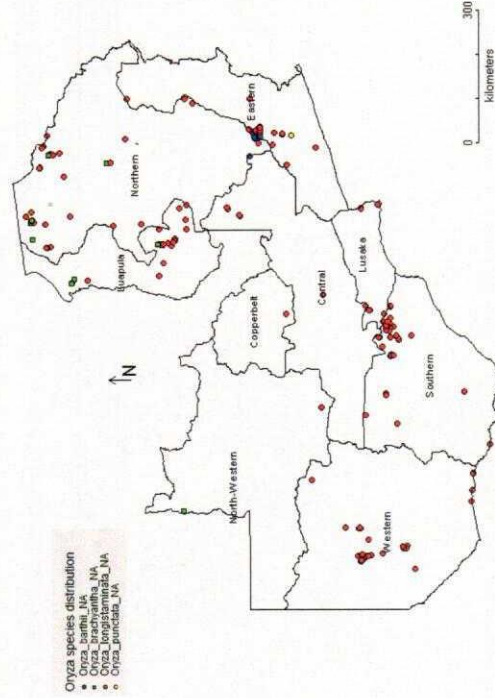 Oryza species distribution
Oryza_barthii_NA
Oryza_brachyantha_NA
Oryza_longistaminata_NA
Oryza_punctata_NA
N
Northern
Luapula
Eastern
Copperbelt
Central
Lusaka
North-Western
Southern
Western
0 300
kilometers